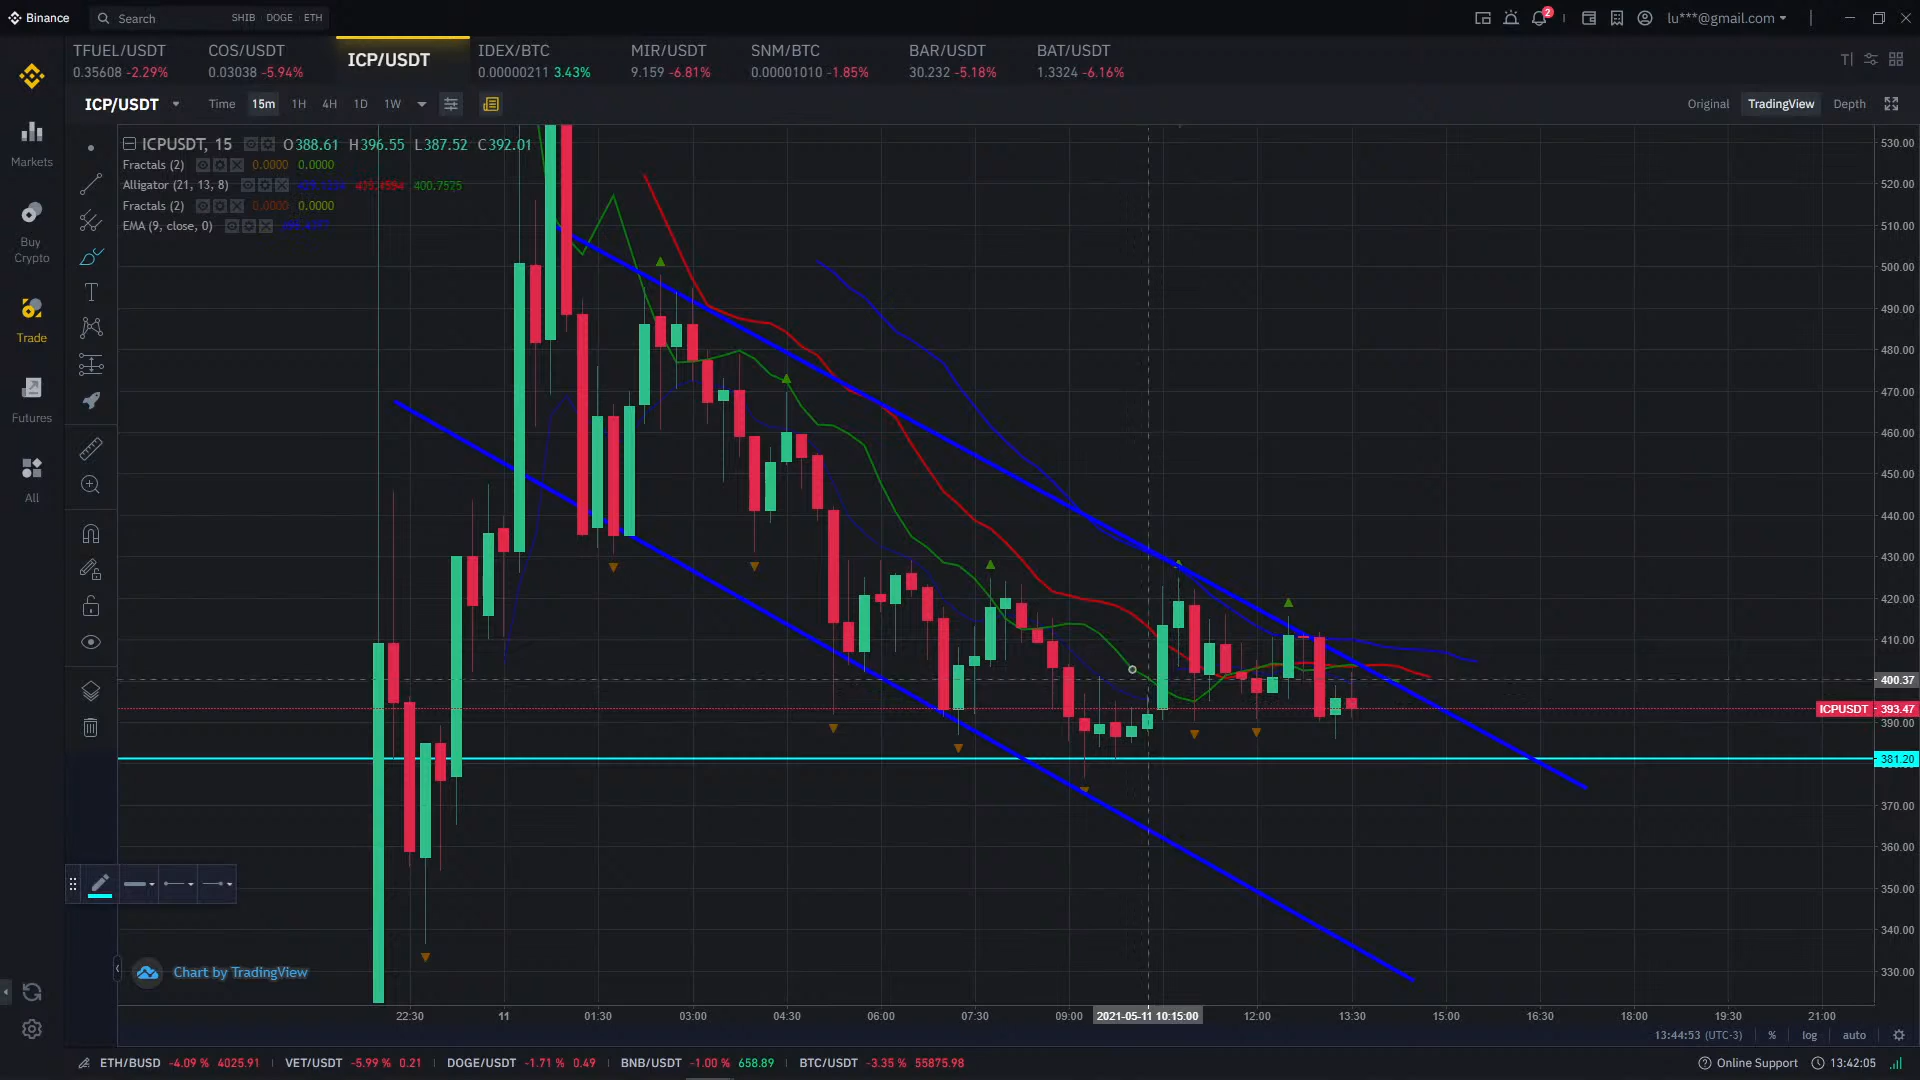 Binance
Search SHIB DOGE ETH
2 lu***@gmail.com
TFUEL/USDT COS/USDT ICP/USDT IDEX/BTC MIR/USDT SNM/BTC BAR/USDT BAT/USDT
0.35608 -2.29% 0.03038 -5.94% 0.00000211 3.43% 9.159 -6.81% 0.00001010 -1.85% 30.232 -5.18% 1.3324 -6.16%
ICP/USDT Time 15m 1H 4H 1D 1W Original TradingView Depth
ICPUSDT, 15 O388.61 H396.55 L387.52 C392.01
Fractals (2) 0.0000 0.0000
Alligator (21, 13, 8) 400.7575
Fractals (2) 0.0000 0.0000
EMA (9, close, 0)
Markets
Buy
Crypto
Trade
Futures
All
530.00
520.00
510.00
500.00
490.00
480.00
470.00
460.00
450.00
440.00
430.00
420.00
410.00
400.37
ICPUSDT 393.47
390.00
381.20
370.00
360.00
350.00
340.00
330.00
Chart by TradingView
22:30 11 01:30 03:00 04:30 06:00 07:30 09:00 2021-05-11 10:15:00 12:00 13:30 15:00 16:30 18:00 19:30 21:00
13:44:53 (UTC-3) % log auto
ETH/BUSD -4.09 % 4025.91 VET/USDT -5.99 % 0.21 DOGE/USDT -1.71 % 0.49 BNB/USDT -1.00 % 658.89 BTC/USDT -3.35 % 55875.98 Online Support 13:42:05